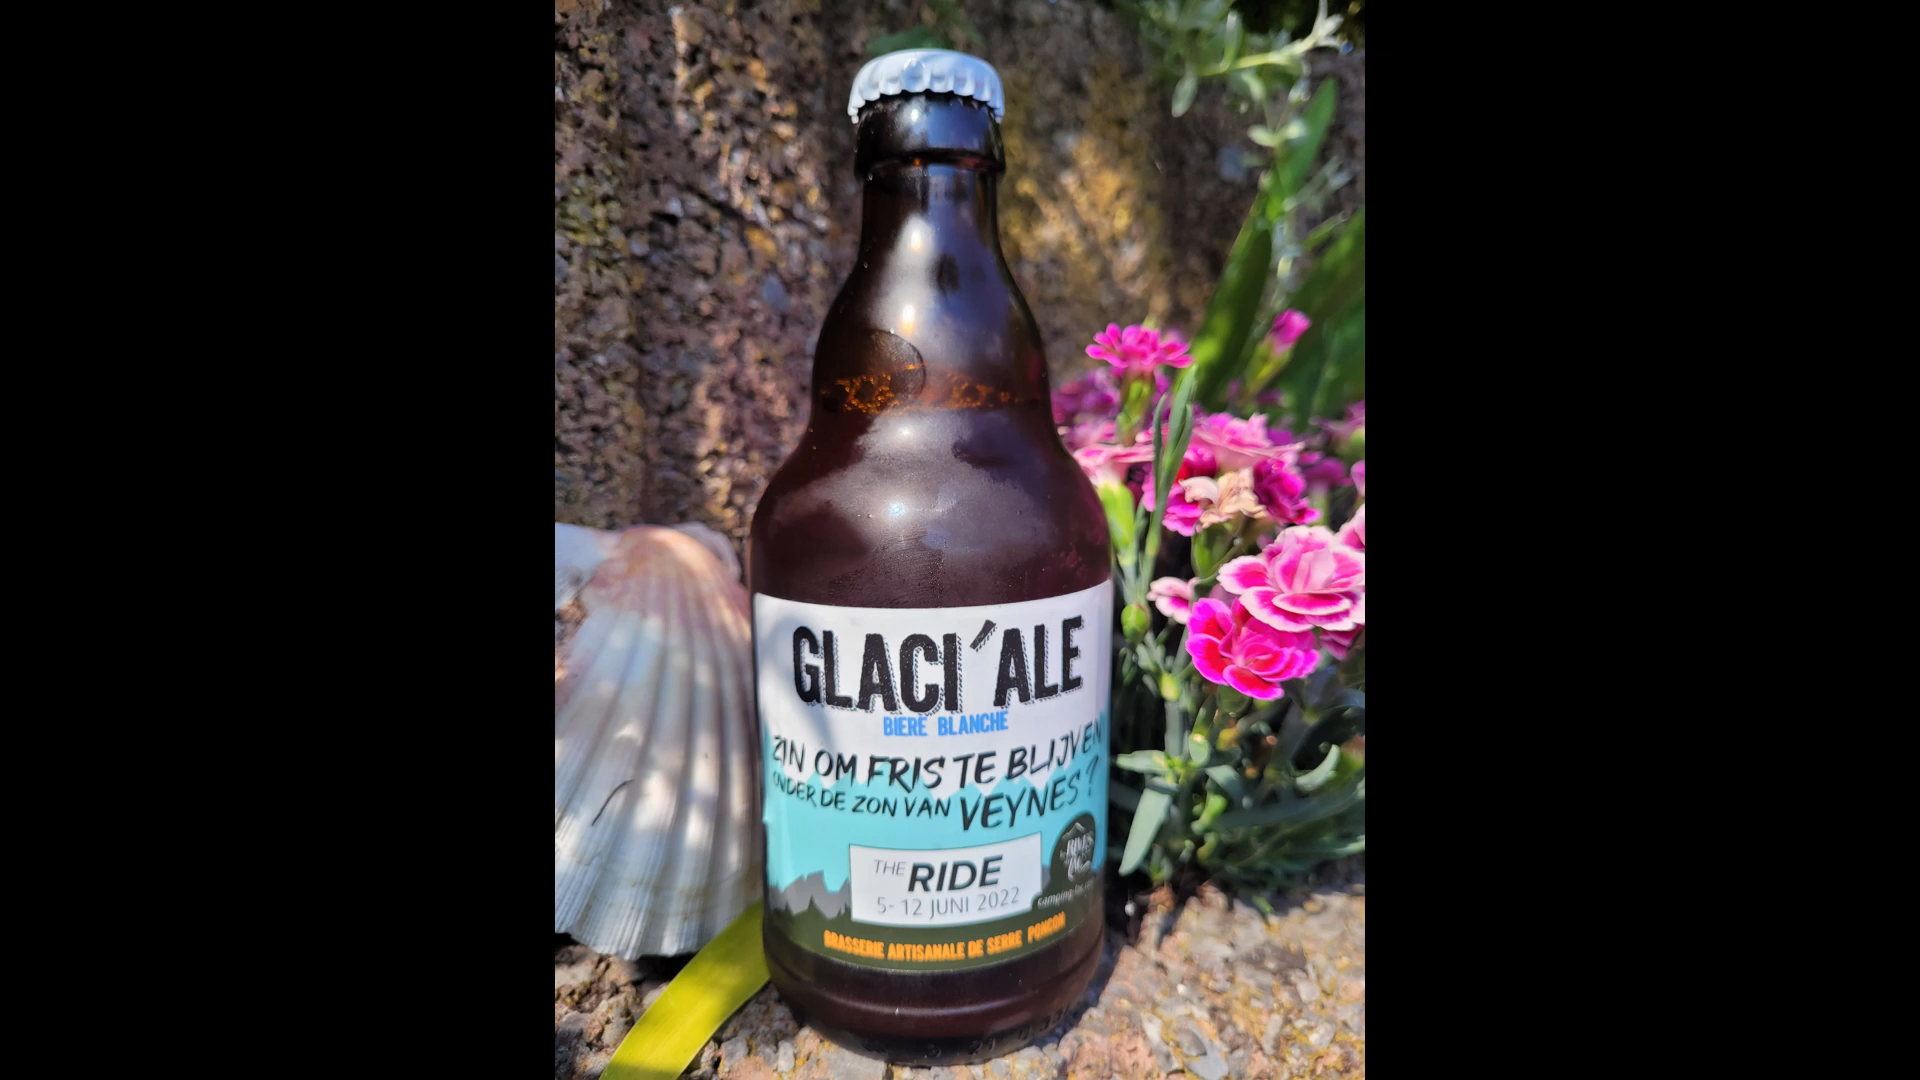 GLACI'ALE
BIERE BLANCHE
ZIN OM FRIS TE BLIJVEN
ONDER DE ZON VAN VEYNES?
THE RIDE
5-12 JUNI 2022
BRASSERIE ARTISANALE DE SERRE PONCON